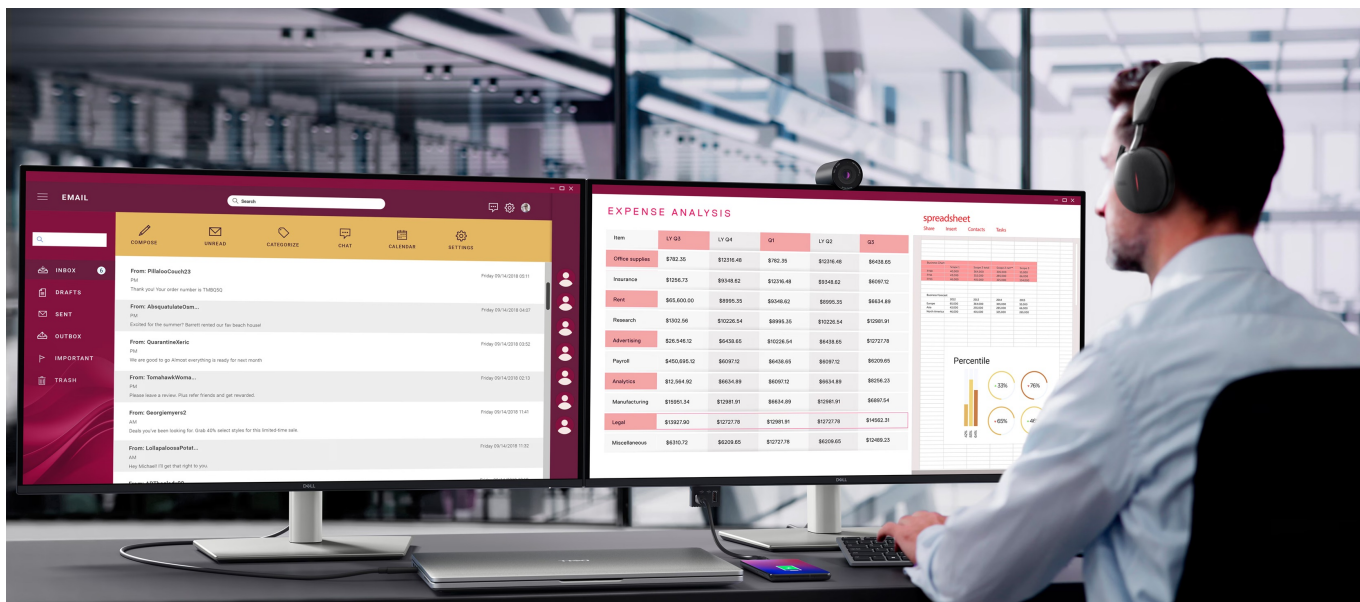 EMAIL
Search
COMPOSE
UNREAD
CATEGORIZE
CHAT
CALENDAR
SETTINGS
INBOX 6
DRAFTS
SENT
OUTBOX
IMPORTANT
TRASH
From: PillalooCouch23
Friday 09/14/2018 05:11
PM
Thank you! Your order number is
From: AbsquatulateOsm...
Friday 09/14/2018 04:07
PM
Excited for the summer? Barrett rented our fav beach house!
From: QuarantineXeric
Friday 09/14/2018 03:52
PM
We are good to go Almost everything is ready for next month
From: TomahawkWoma...
Friday 09/14/2018 02:13
PM
Please leave a review. Plus refer friends and get rewarded.
From: Georgiemyers2
Friday 09/14/2018 11:41
AM
Deals you've been looking for: Grab 40% select styles for this limited-time sale.
From: LollapaloosaPotat...
Friday 09/14/2018 11:22
AM
Hey Michael! I'll get that right to you.
DELL
EXPENSE ANALYSIS
Item LY Q3 LY Q4 Q1 LY Q2 Q3
Office supplies $782.35 $12316.48 $782.35 $12316.48 $6438.65
Insurance $1256.73 $9348.62 $12316.48 $9348.62 $6097.12
Rent $65,600.00 $8995.35 $9348.62 $8995.35 $6634.89
Research $1302.56 $10226.54 $8995.35 $10226.54 $12981.91
Advertising $26,546.12 $6438.65 $10226.54 $6438.65 $12727.78
Payroll $450,695.12 $6097.12 $6438.65 $6097.12 $6209.65
Analytics $12,564.92 $6634.89 $6097.12 $6634.89 $8256.23
Manufacturing $15951.34 $12981.91 $6634.89 $12981.91 $6897.54
Legal $13927.90 $12727.78 $12981.91 $12727.78 $14562.31
Miscellaneous $6310.72 $6209.65 $12727.78 $6209.65 $12489.23
spreadsheet
Share Insert Contacts Tasks
Percentile
33%
76%
65%
DELL
DELL